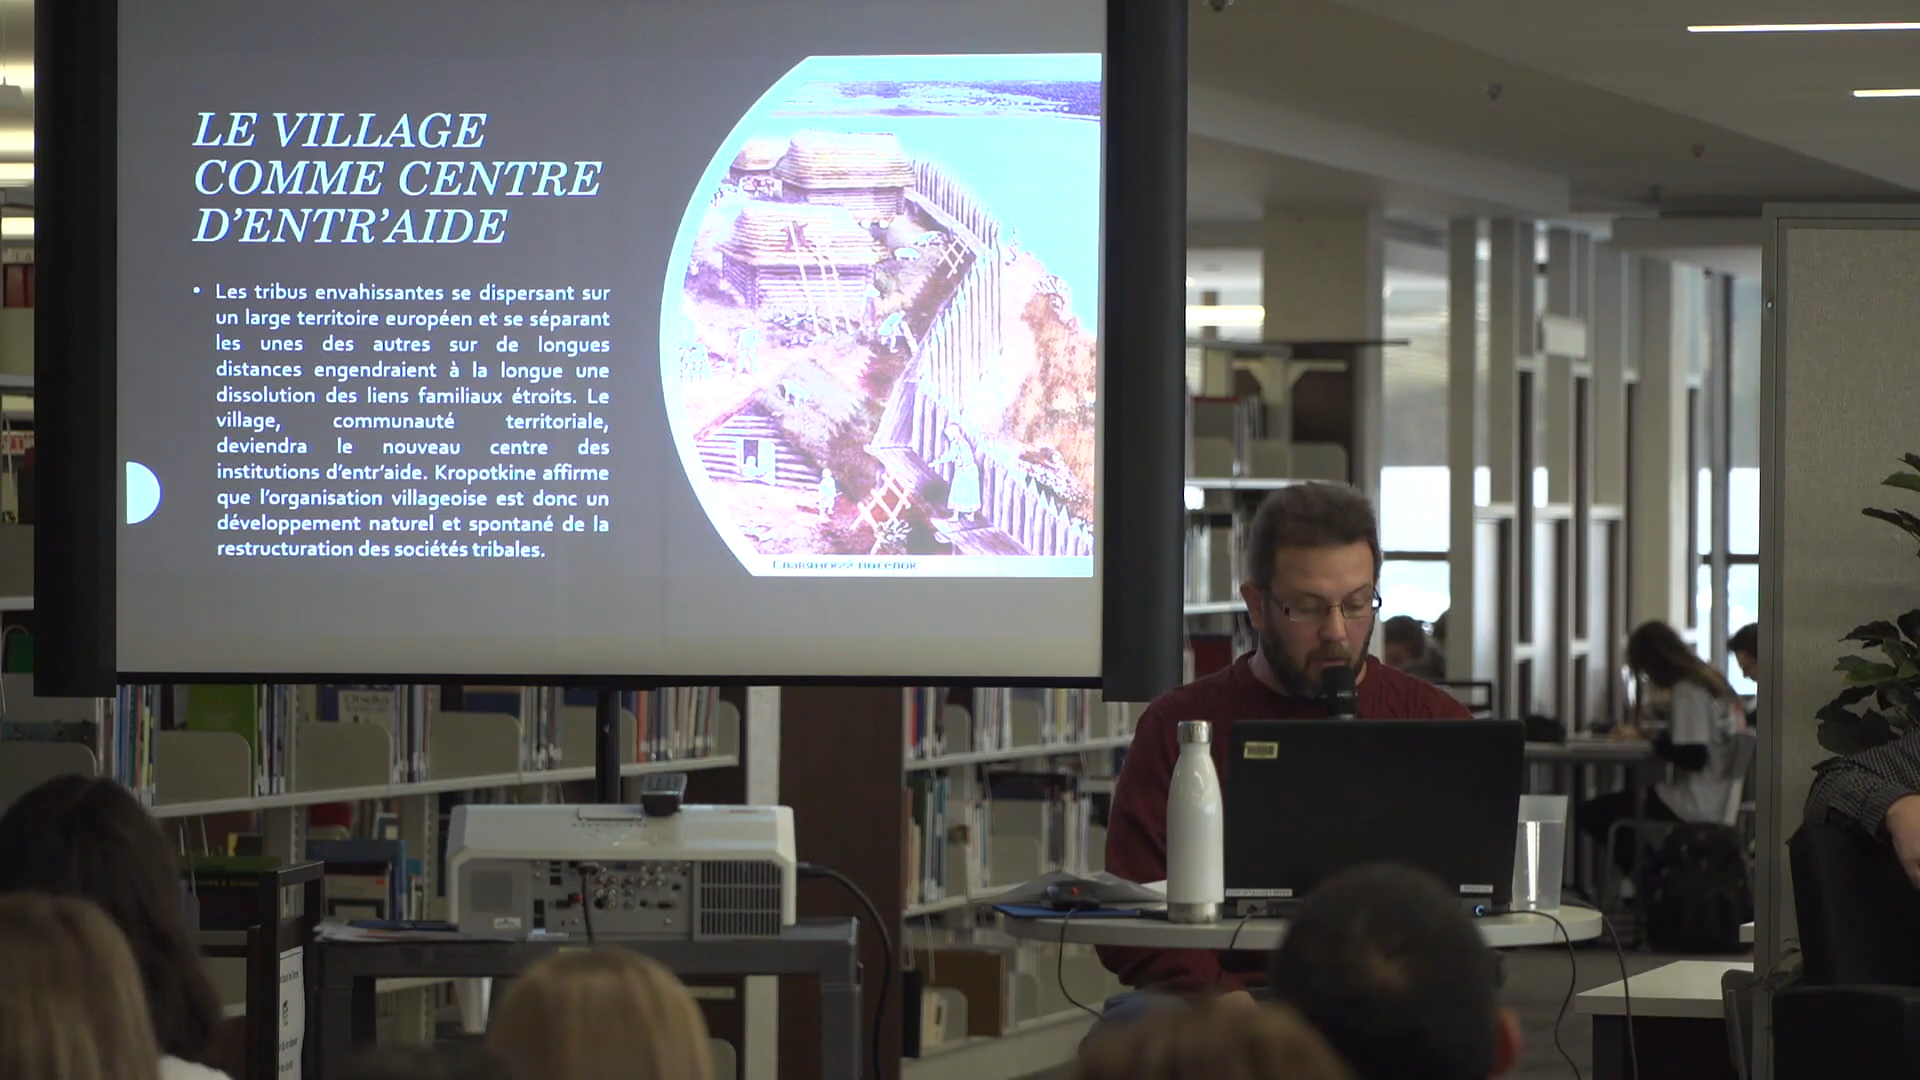 LE VILLAGE
COMME CENTRE
D'ENTR'AIDE
• Les tribus envahissantes se dispersant sur
un large territoire européen et se séparant
les unes des autres sur de longues
distances engendraient à la longue une
dissolution des liens familiaux étroits. Le
village, communauté territoriale,
deviendra le nouveau centre des
institutions d'entr'aide. Kropotkine affirme
que l'organisation villageoise est donc un
développement naturel et spontané de la
restructuration des sociétés tribales.
Славянский поселок